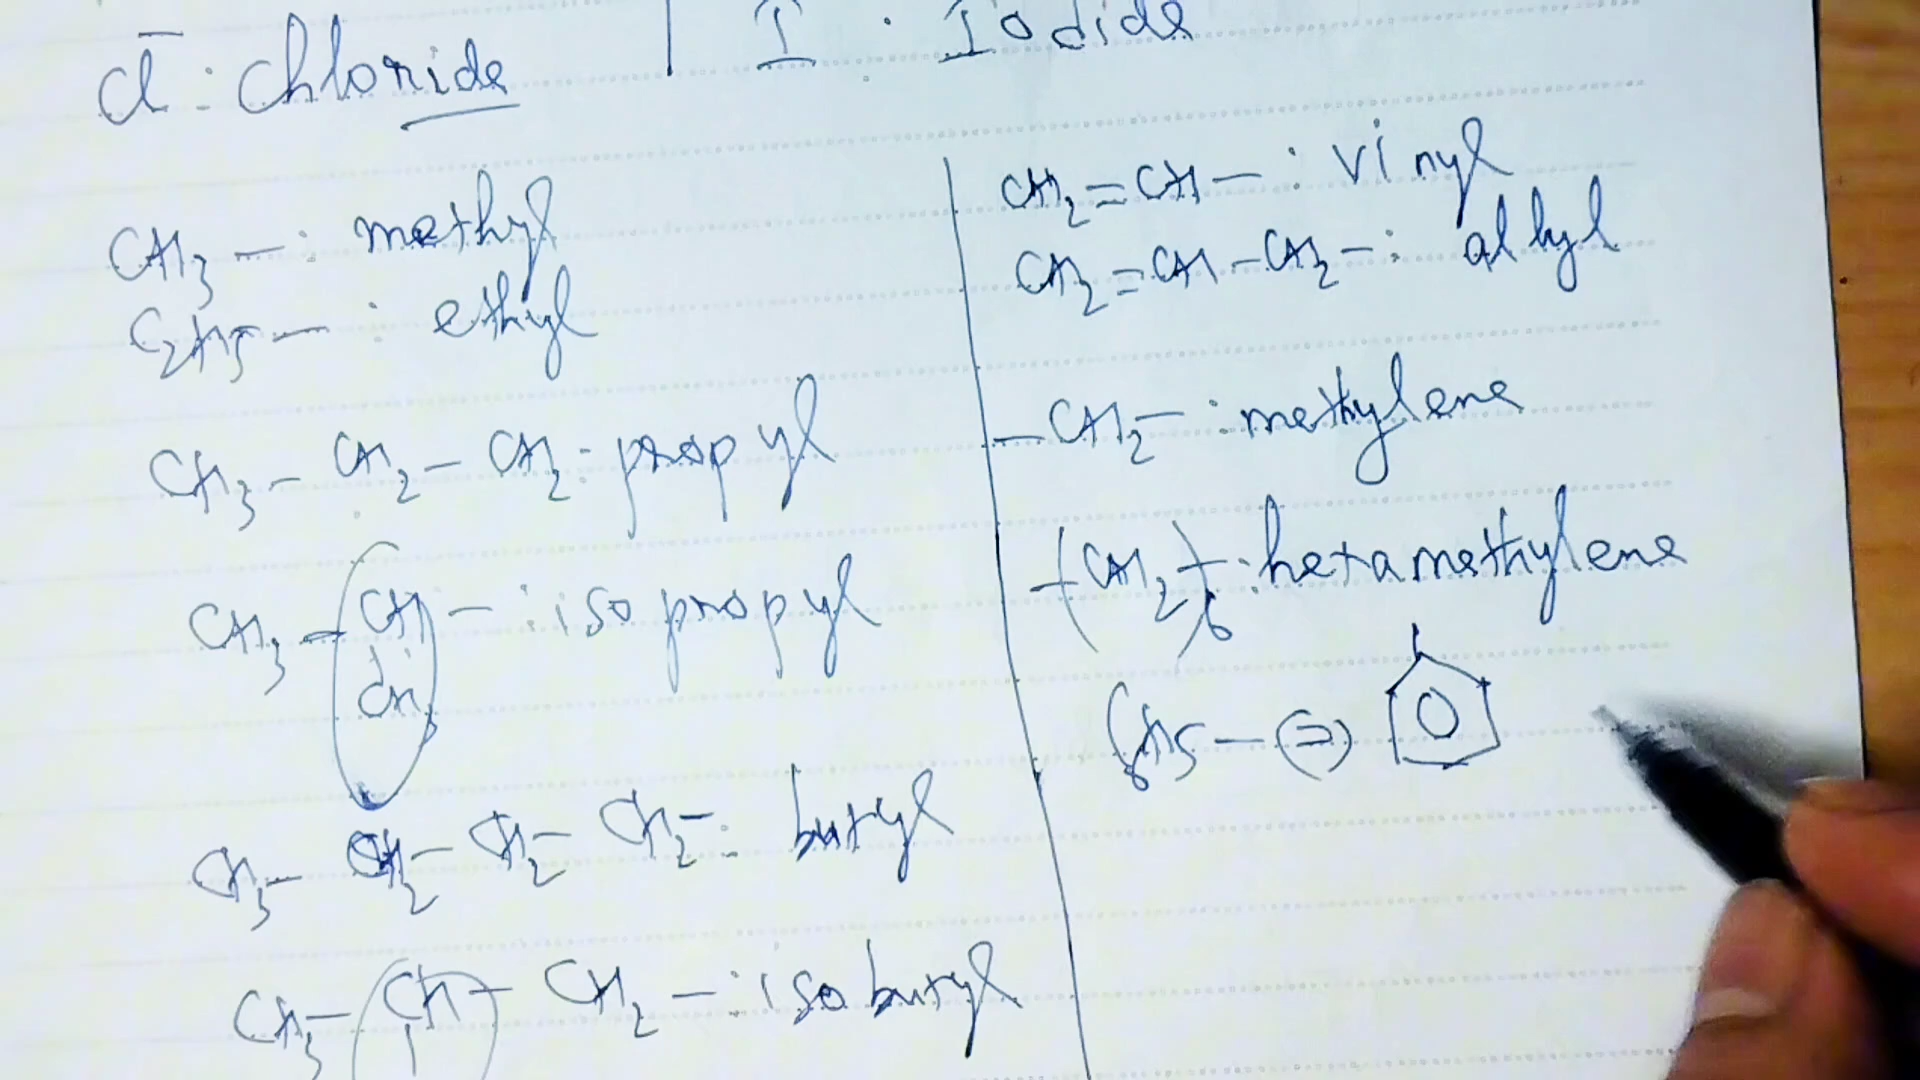 Cl⁻ : Chloride | I : Iodide
CH3 — : methyl
C2H5 — : ethyl
CH3 - CH2 - CH2 - : propyl
CH3 - CH — : isopropyl
CH3
CH3 - CH2 - CH2 - CH2 - : butyl
CH3 - CH - CH2 — : isobutyl
CH2 = CH — : vinyl
CH2 = CH - CH2 - : allyl
— CH2 — : methylene
-(CH2)-6 : hexamethylene
C6H5 — (=)